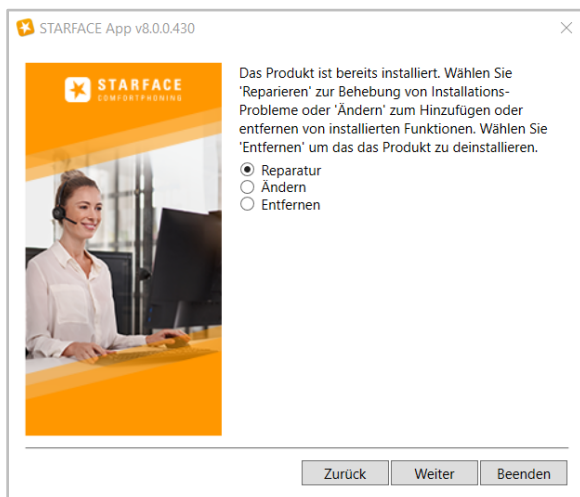 STARFACE App v8.0.0.430
STARFACE
COMFORTPHONING
Das Produkt ist bereits installiert. Wählen Sie
'Reparieren' zur Behebung von Installations-
Probleme oder 'Ändern' zum Hinzufügen oder
entfernen von installierten Funktionen. Wählen Sie
'Entfernen' um das das Produkt zu deinstallieren.
Reparatur
Ändern
Entfernen
Zurück Weiter Beenden